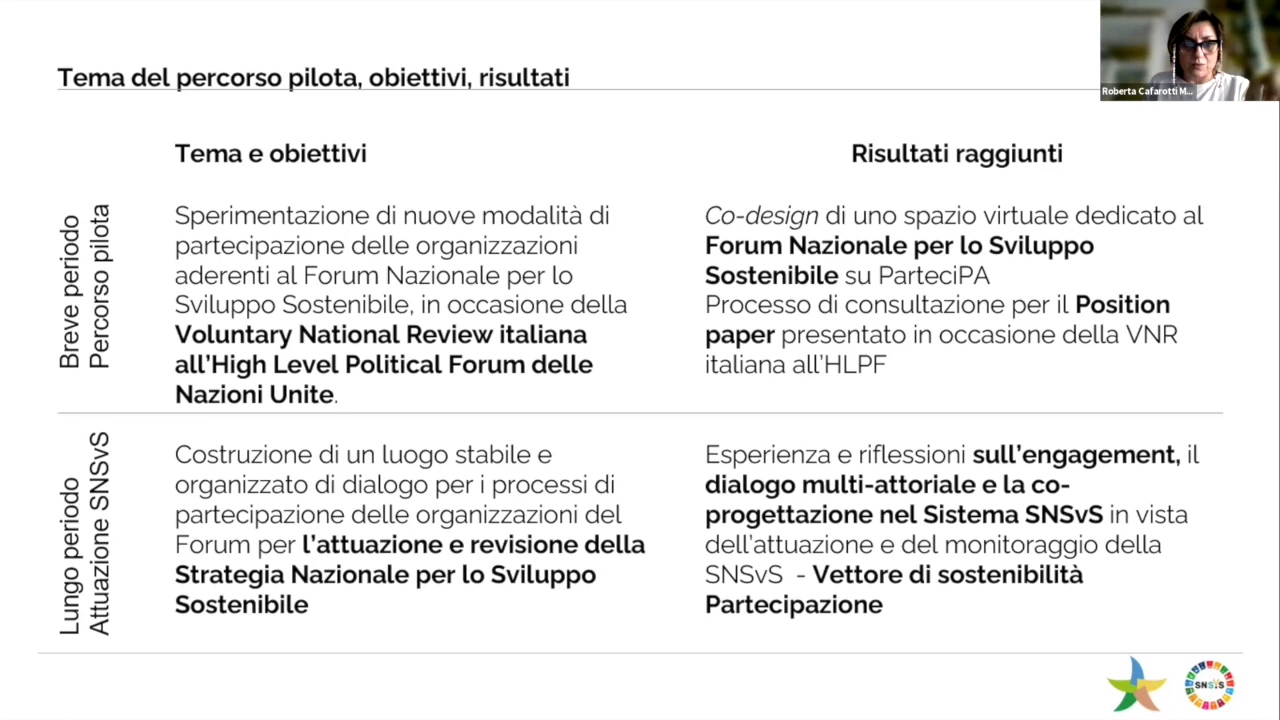 Tema del percorso pilota, obiettivi, risultati
Roberta Cafarotti M...
Tema e obiettivi
Risultati raggiunti
Breve periodo
Percorso pilota
Sperimentazione di nuove modalità di
partecipazione delle organizzazioni
aderenti al Forum Nazionale per lo
Sviluppo Sostenibile, in occasione della
Voluntary National Review italiana
all’High Level Political Forum delle
Nazioni Unite.
Co-design di uno spazio virtuale dedicato al
Forum Nazionale per lo Sviluppo
Sostenibile su ParteciPA
Processo di consultazione per il Position
paper presentato in occasione della VNR
italiana all’HLPF
Lungo periodo
Attuazione SNSvS
Costruzione di un luogo stabile e
organizzato di dialogo per i processi di
partecipazione delle organizzazioni del
Forum per l’attuazione e revisione della
Strategia Nazionale per lo Sviluppo
Sostenibile
Esperienza e riflessioni sull’engagement, il
dialogo multi-attoriale e la co-
progettazione nel Sistema SNSvS in vista
dell’attuazione e del monitoraggio della
SNSvS - Vettore di sostenibilità
Partecipazione
SNSvS